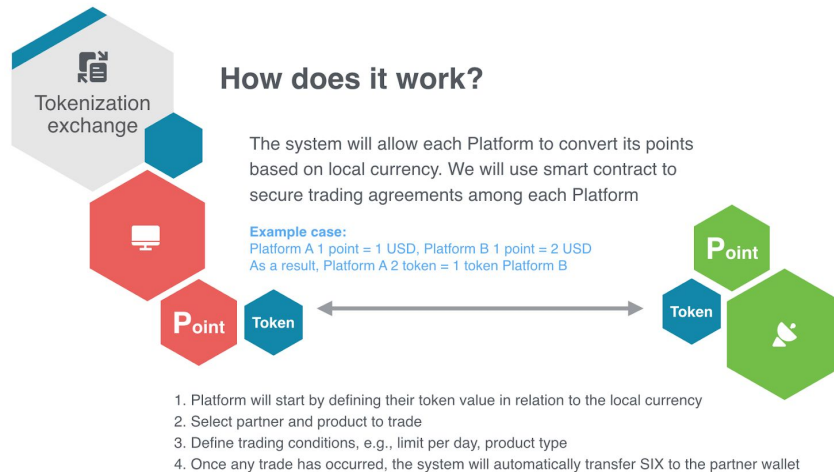 Tokenization
exchange
How does it work?
The system will allow each Platform to convert its points
based on local currency. We will use smart contract to
secure trading agreements among each Platform
Example case:
Platform A 1 point = 1 USD, Platform B 1 point = 2 USD
As a result, Platform A 2 token = 1 token Platform B
Point
Token
Point
Token
1. Platform will start by defining their token value in relation to the local currency
2. Select partner and product to trade
3. Define trading conditions, e.g., limit per day, product type
4. Once any trade has occurred, the system will automatically transfer SIX to the partner wallet